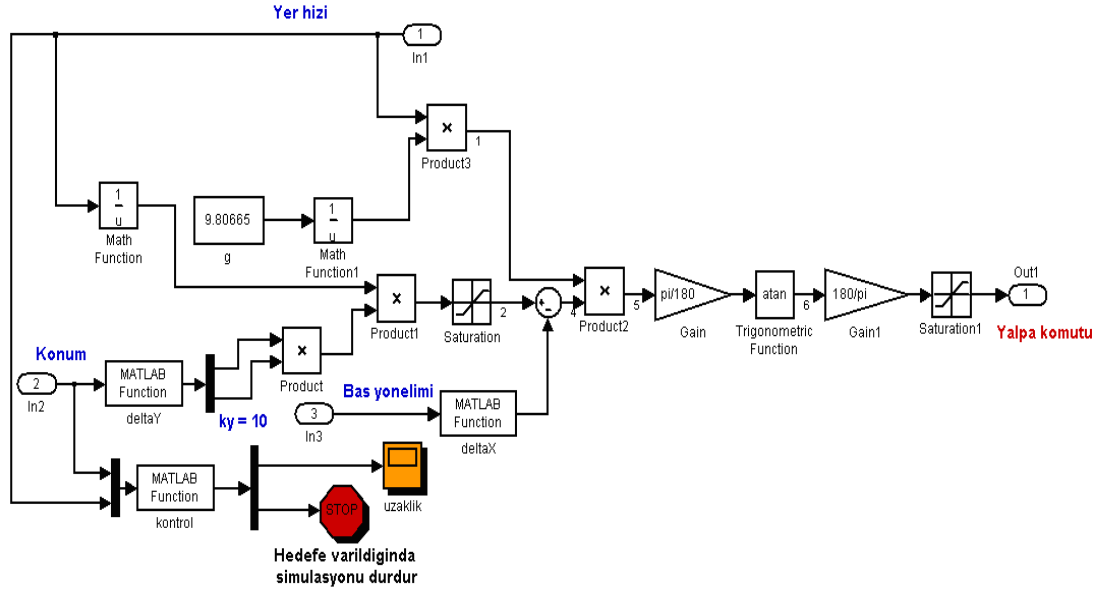 Yer hizi
1
In1
×
Product3
1
1
u
Math
Function
9.80665
g
1
u
Math
Function1
×
Product1
Saturation
2
+
-
4
×
Product2
5
pi/180
Gain
atan
6
Trigonometric
Function
180/pi
Gain1
Saturation1
Out1
1
Yalpa komutu
Konum
2
In2
MATLAB
Function
deltaY
×
Product
ky = 10
Bas yonelimi
3
In3
MATLAB
Function
deltaX
MATLAB
Function
kontrol
uzaklik
STOP
Hedefe varildiginda
simulasyonu durdur